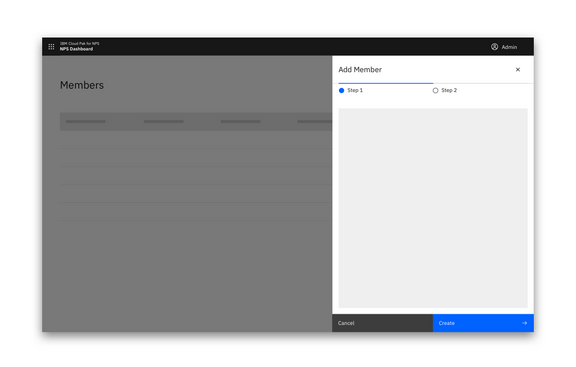 IBM Cloud Pak for NPS
NPS Dashboard
Admin
Members
Add Member
Step 1
Step 2
Cancel
Create